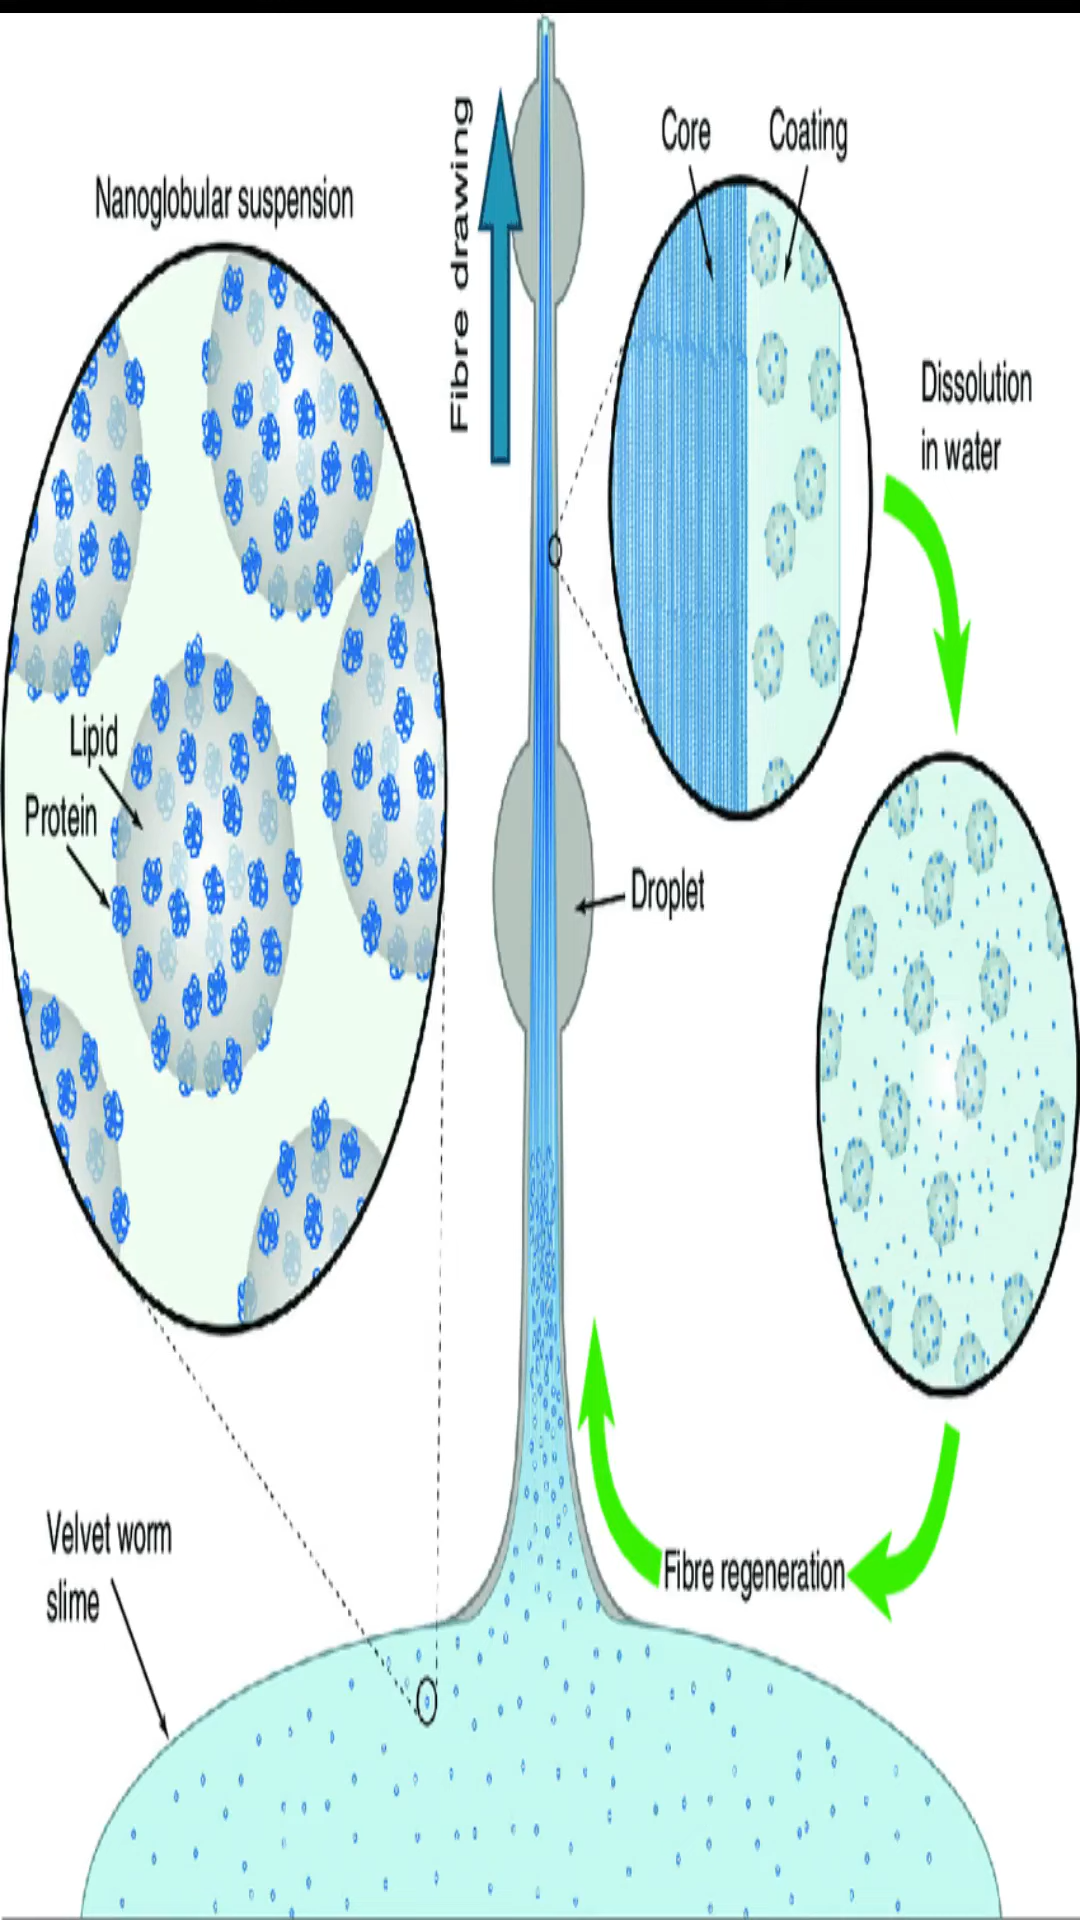 Fibre drawing
Core
Coating
Nanoglobular suspension
Dissolution
in water
Lipid
Protein
Droplet
Velvet worm
slime
Fibre regeneration